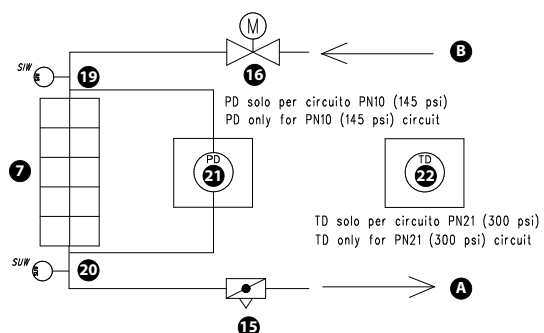 M
B
SIW
19
16
PD solo per circuito PN10 (145 psi)
PD only for PN10 (145 psi) circuit
7
PD
21
TD
22
TD solo per circuito PN21 (300 psi)
TD only for PN21 (300 psi) circuit
SUW
20
A
15